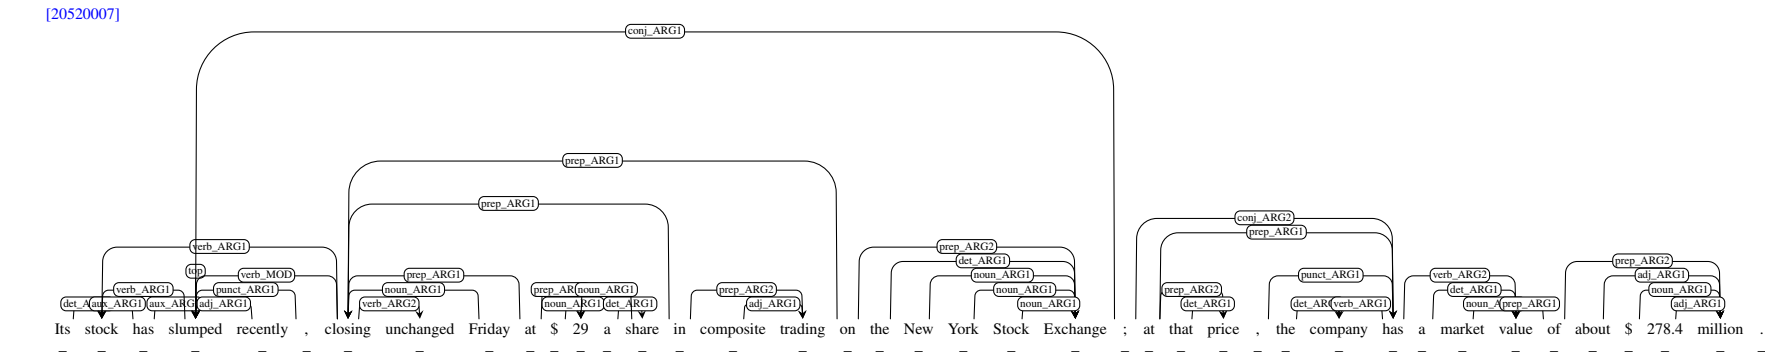 [20520007]
conj_ARG1
prep_ARG1
prep_ARG1
conj_ARG2
prep_ARG1
verb_ARG1 prep_ARG2
det_ARG1 prep_ARG2
top verb_MOD prep_ARG1 noun_ARG1 punct_ARG1 verb_ARG2 adj_ARG1
verb_ARG1 punct_ARG1 noun_ARG1 noun_ARG1 prep_ARG2 noun_ARG1 prep_ARG2 det_ARG1 noun_ARG1
aux_ARG1 adj_ARG1 verb_ARG2 noun_ARG1 det_ARG1 adj_ARG1 noun_ARG1 det_ARG1 verb_ARG1 prep_ARG1 adj_ARG1
Its stock has slumped recently , closing unchanged Friday at $ 29 a share in composite trading on the New York Stock Exchange ; at that price , the company has a market value of about $ 278.4 million .
_ _ _ _ _ _ _ _ _ _ _ _ _ _ _ _ _ _ _ _ _ _ _ _ _ _ _ _ _ _ _ _ _ _ _ _ _ _ _ _